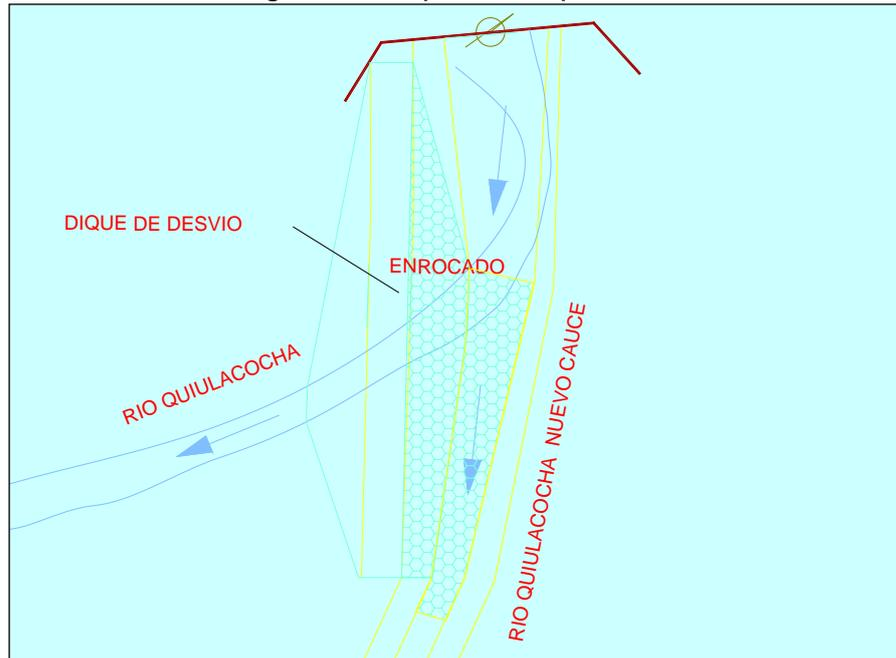 DIQUE DE DESVIO
ENROCADO
RIO QUIULACOCHA
RIO QUIULACOCHA NUEVO CAUCE